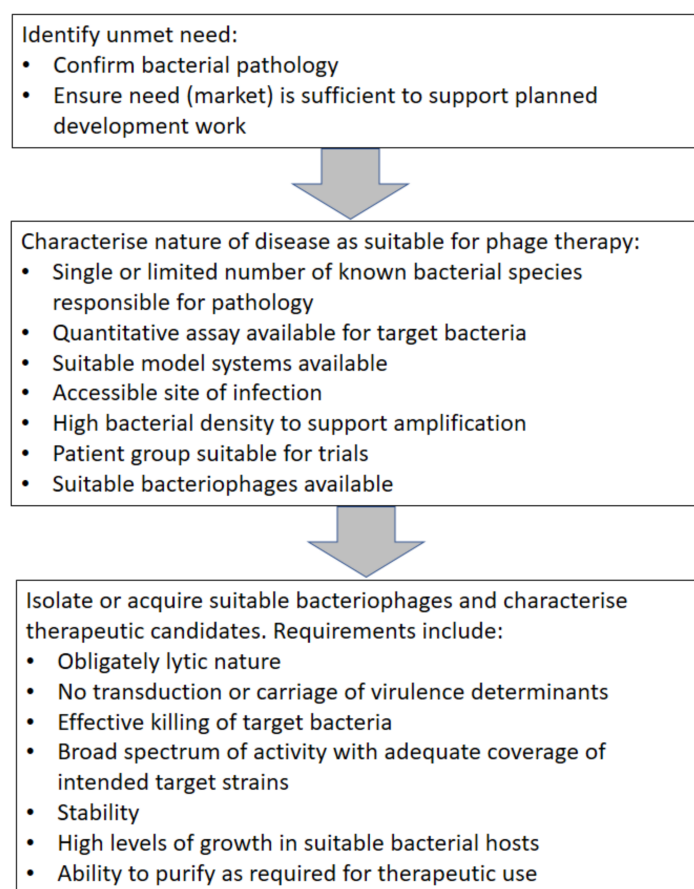 Identify unmet need:
• Confirm bacterial pathology
• Ensure need (market) is sufficient to support planned
development work
Characterise nature of disease as suitable for phage therapy:
• Single or limited number of known bacterial species
responsible for pathology
• Quantitative assay available for target bacteria
• Suitable model systems available
• Accessible site of infection
• High bacterial density to support amplification
• Patient group suitable for trials
• Suitable bacteriophages available
Isolate or acquire suitable bacteriophages and characterise
therapeutic candidates. Requirements include:
• Obligately lytic nature
• No transduction or carriage of virulence determinants
• Effective killing of target bacteria
• Broad spectrum of activity with adequate coverage of
intended target strains
• Stability
• High levels of growth in suitable bacterial hosts
• Ability to purify as required for therapeutic use